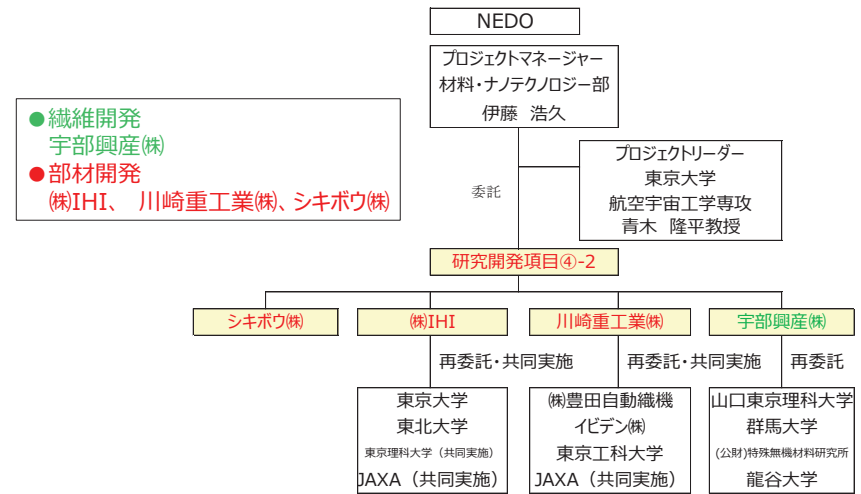 NEDO
プロジェクトマネージャー
材料・ナノテクノロジー部
伊藤 浩久
●繊維開発
宇部興産㈱
●部材開発
㈱IHI、 川崎重工業㈱、シキボウ㈱
プロジェクトリーダー
東京大学
航空宇宙工学専攻
青木 隆平教授
委託
研究開発項目④-2
シキボウ㈱
㈱IHI
川崎重工業㈱
宇部興産㈱
再委託・共同実施
再委託・共同実施
再委託
東京大学
東北大学
東京理科大学（共同実施）
JAXA（共同実施）
㈱豊田自動織機
イビデン㈱
東京工科大学
JAXA（共同実施）
山口東京理科大学
群馬大学
(公財)特殊無機材料研究所
龍谷大学